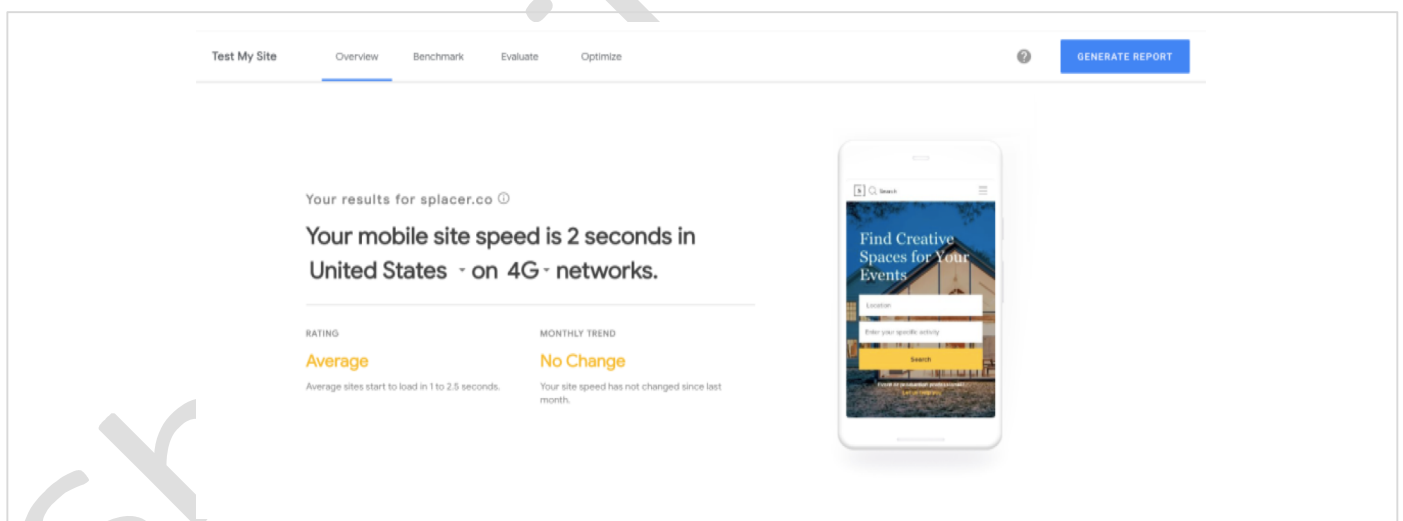 Test My Site Overview Benchmark Evaluate Optimize GENERATE REPORT
Your results for splacer.co
Your mobile site speed is 2 seconds in
United States on 4G networks.
RATING
Average
Average sites start to load in 1 to 2.5 seconds.
MONTHLY TREND
No Change
Your site speed has not changed since last
month.
S Search
Find Creative
Spaces for Your
Events
Location
Enter your specific activity
Search